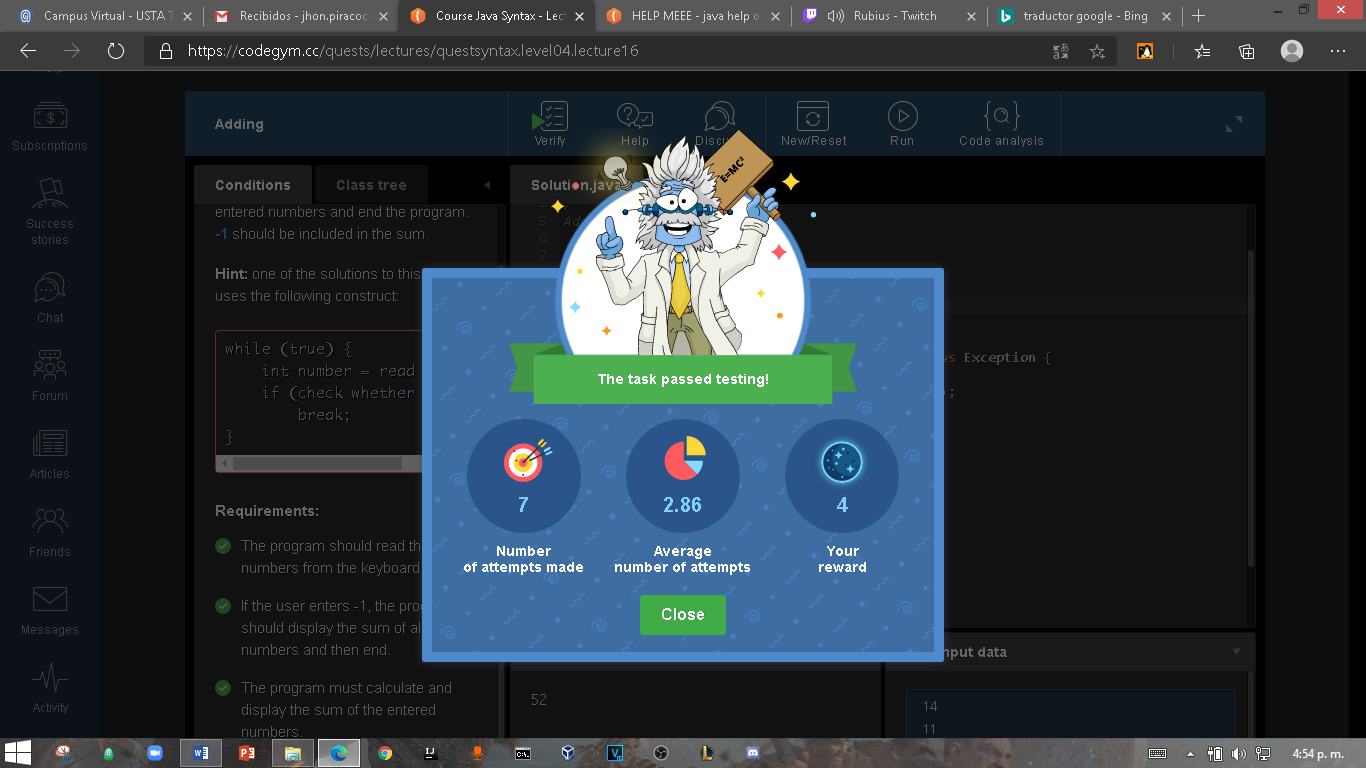 Campus Virtual - USTA T
Recibidos - jhon.piracoc
Course Java Syntax - Lec
HELP MEEE - java help o
Rubius - Twitch
traductor google - Bing
https://codegym.cc/quests/lectures/questsyntax.level04.lecture16
Subscriptions
Success
stories
Chat
Forum
Articles
Friends
Messages
Activity
Adding
Verify
Help
New/Reset
Run
Code analysis
Conditions
Class tree
Solution.java
entered numbers and end the program.
-1 should be included in the sum.
Hint: one of the solutions to this
uses the following construct:
while (true) {
int number = read
if (check whether
break;
}
Requirements:
The program should read th
numbers from the keyboard
If the user enters -1, the pro
should display the sum of al
numbers and then end.
The program must calculate and
display the sum of the entered
numbers.
5
6
Exception {
;
E=MC²
The task passed testing!
7
Number
of attempts made
2.86
Average
number of attempts
4
Your
reward
Close
52
nput data
14
11
4:54 p. m.